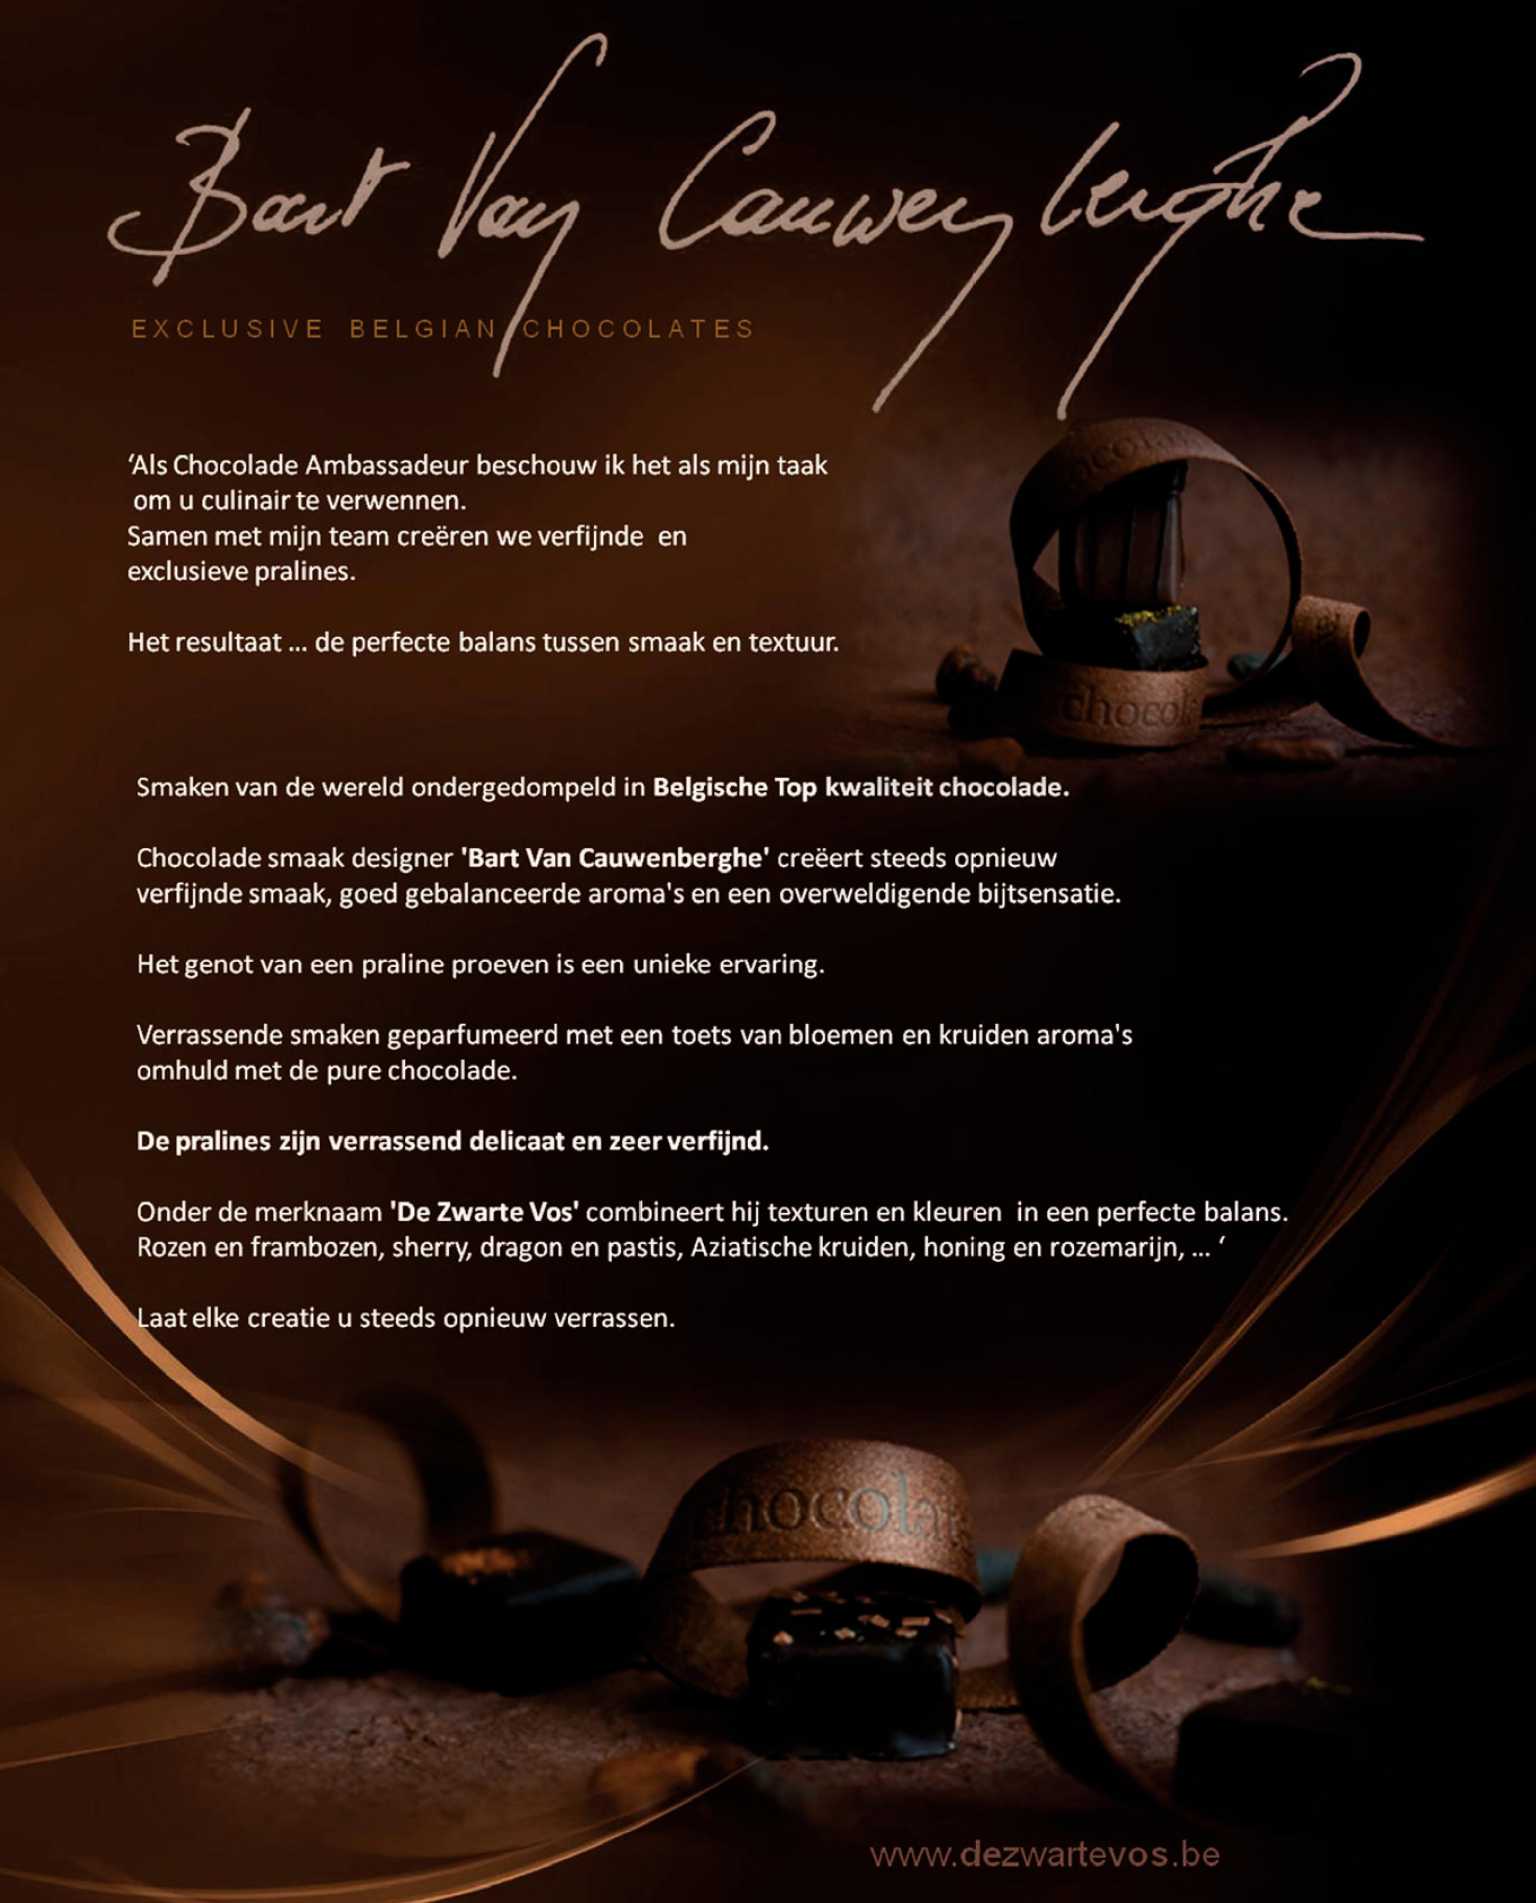 Bart Van Cauwenberghe
EXCLUSIVE BELGIAN CHOCOLATES
‘Als Chocolade Ambassadeur beschouw ik het als mijn taak
om u culinair te verwennen.
Samen met mijn team creëren we verfijnde en
exclusieve pralines.
Het resultaat ... de perfecte balans tussen smaak en textuur.
chocola
chocol
Smaken van de wereld ondergedompeld in Belgische Top kwaliteit chocolade.
Chocolade smaak designer 'Bart Van Cauwenberghe' creëert steeds opnieuw
verfijnde smaak, goed gebalanceerde aroma's en een overweldigende bijtsensatie.
Het genot van een praline proeven is een unieke ervaring.
Verrassende smaken geparfumeerd met een toets van bloemen en kruiden aroma's
omhuld met de pure chocolade.
De pralines zijn verrassend delicaat en zeer verfijnd.
Onder de merknaam 'De Zwarte Vos' combineert hij texturen en kleuren in een perfecte balans.
Rozen en frambozen, sherry, dragon en pastis, Aziatische kruiden, honing en rozemarijn, ... ‘
Laat elke creatie u steeds opnieuw verrassen.
chocolat
www.dezwartevos.be